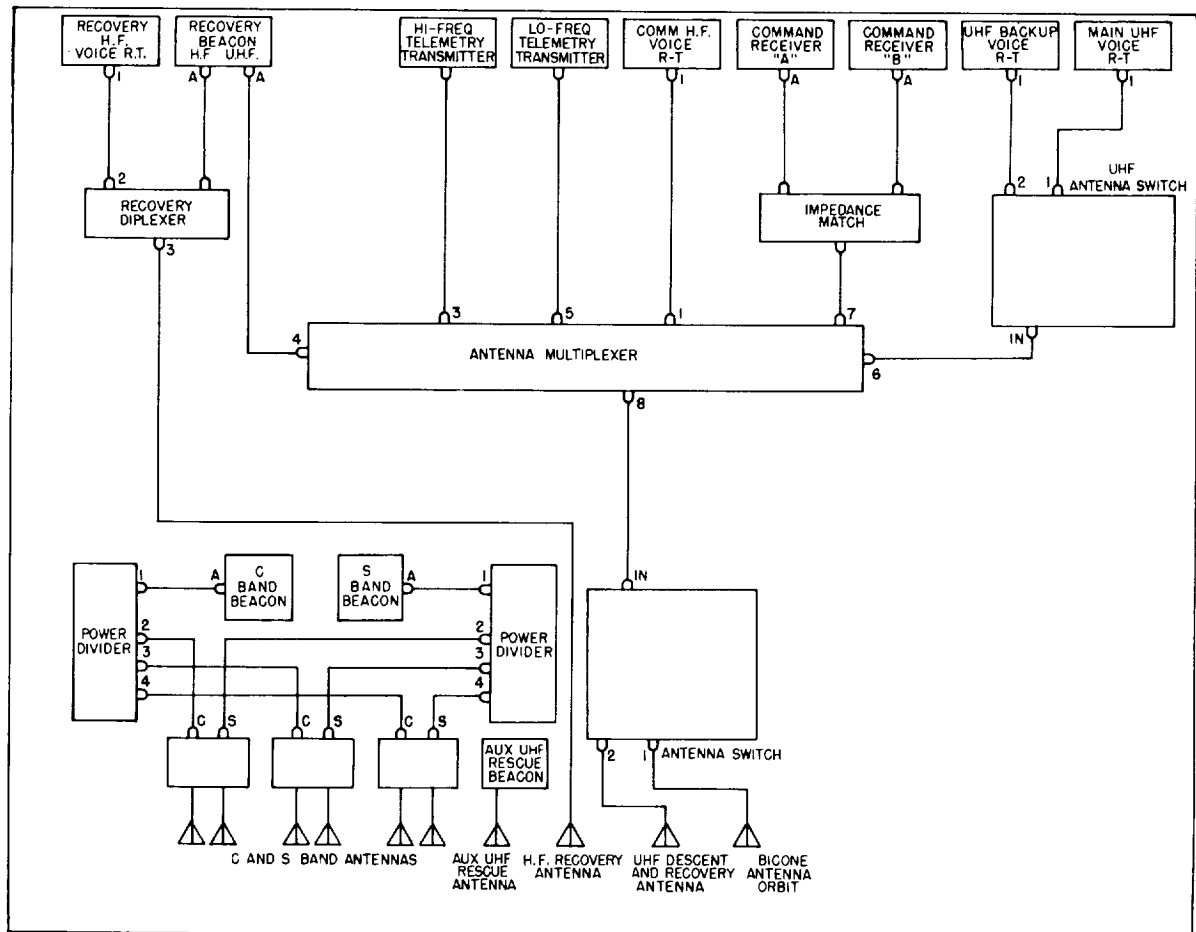 RECOVERY
H.F.
VOICE R.T.
RECOVERY
BEACON
H.F U.H.F.
HI-FREQ
TELEMETRY
TRANSMITTER
LO-FREQ
TELEMETRY
TRANSMITTER
COMM H.F.
VOICE
R-T
COMMAND
RECEIVER
"A"
COMMAND
RECEIVER
"B"
UHF BACKUP
VOICE
R-T
MAIN UHF
VOICE
R-T
1
A
A
1
A
A
1
1
2
RECOVERY
DIPLEXER
3
IMPEDANCE
MATCH
2
1
UHF
ANTENNA SWITCH
IN
4
3
5
1
7
6
ANTENNA MULTIPLEXER
8
IN
POWER
DIVIDER
1
2
3
4
A
C
BAND
BEACON
S
BAND
BEACON
A
1
2
3
4
POWER
DIVIDER
C
S
C
S
C
S
AUX UHF
RESCUE
BEACON
2
1
ANTENNA SWITCH
C AND S BAND ANTENNAS
AUX UHF
RESCUE
ANTENNA
H.F. RECOVERY
ANTENNA
UHF DESCENT
AND RECOVERY
ANTENNA
BICONE
ANTENNA
ORBIT